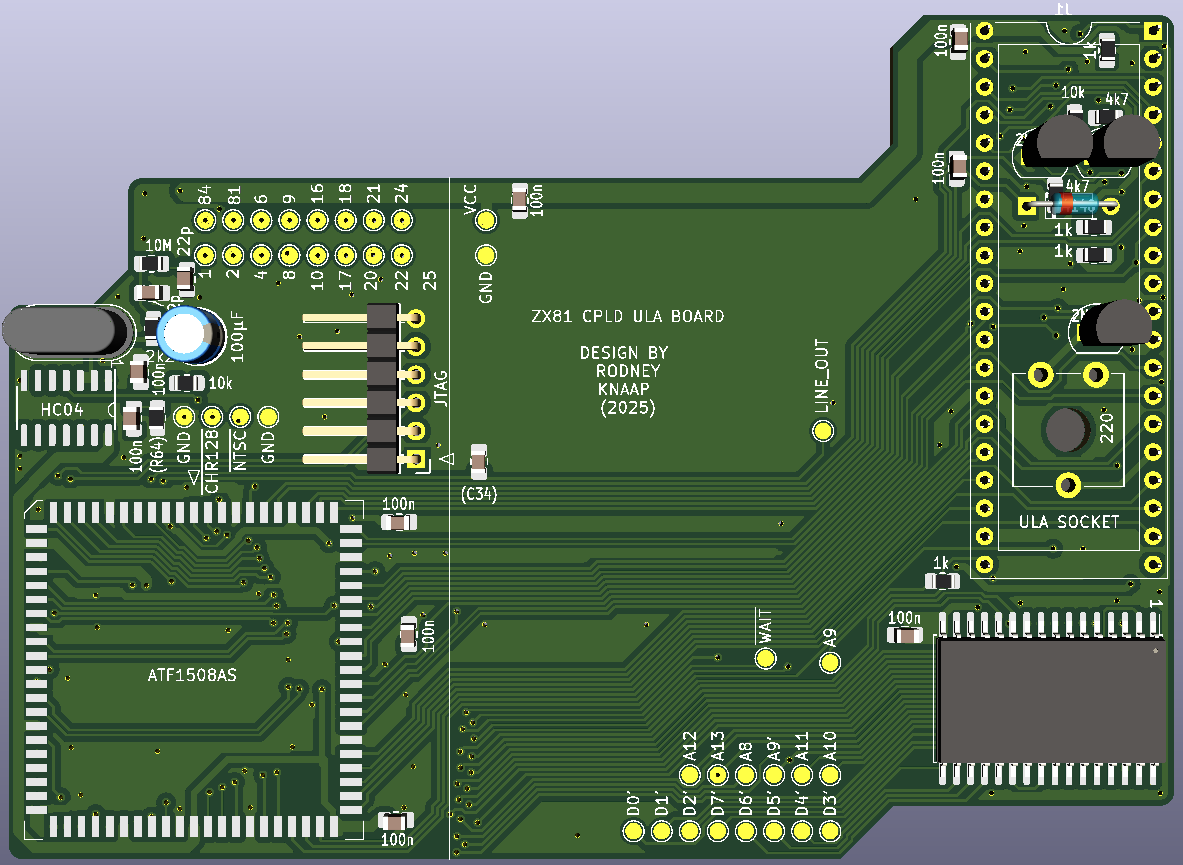 J1
100n
1k
10k
4k7
100n
4k7
1k
1k
84
81
6
9
16
18
21
24
VCC
100n
22p
10M
1
2
4
8
10
17
20
22
25
GND
100µF
ZX81 CPLD ULA BOARD
DESIGN BY
RODNEY
KNAAP
(2025)
JTAG
LINE_OUT
100n
10k
HC04
100n
(R64)
GND
CHR128
NTSC
GND
220
ULA SOCKET
(C34)
100n
1k
100n
100n
1
WAIT
A9
ATF1508AS
A12
A13
A8
A9'
A11
A10
D0'
D1'
D2'
D7'
D6'
D5'
D4'
D3'
100n